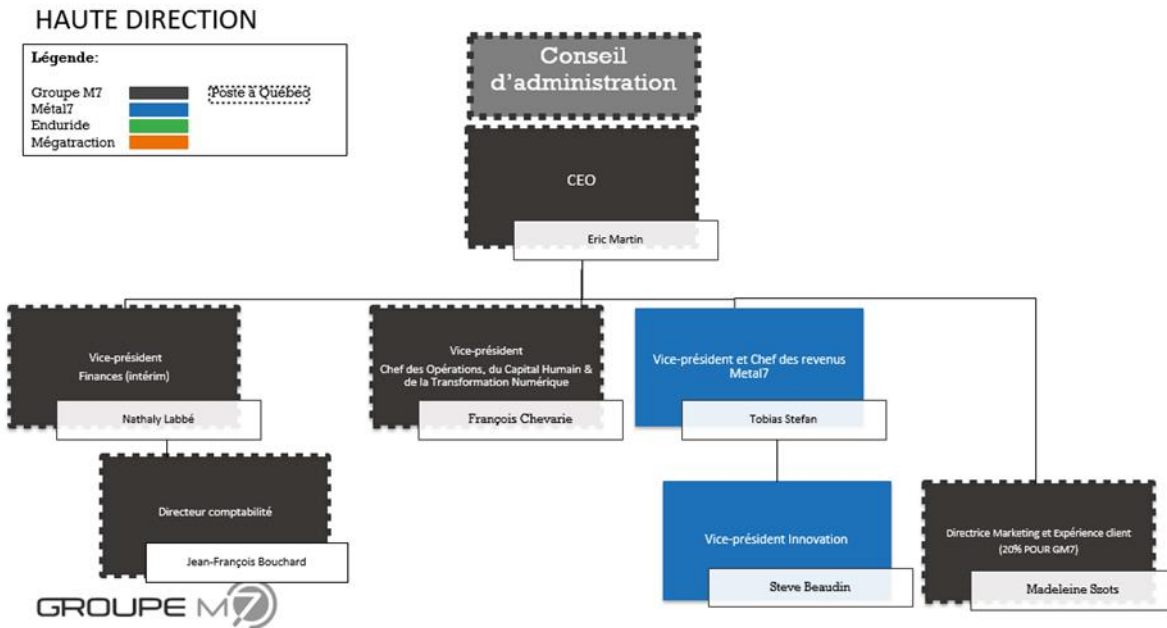 HAUTE DIRECTION
Légende:
Groupe M7
Poste à Québec
Métal7
Enduride
Mégatraction
Conseil
d'administration
CEO
Eric Martin
Vice-président
Finances (intérim)
Nathaly Labbé
Vice-président
Chef des Opérations, du Capital Humain &
de la Transformation Numérique
François Chevarie
Vice-président et Chef des revenus
Metal7
Tobias Stefan
Directeur comptabilité
Jean-François Bouchard
Vice-président Innovation
Steve Beaudin
Directrice Marketing et Expérience client
(20% POUR GM7)
Madeleine Szots
GROUPE M7